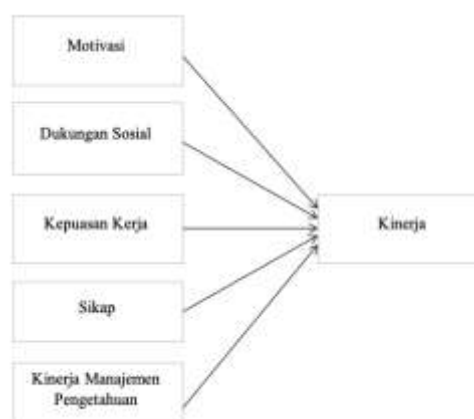 Motivasi
Dukungan Sosial
Kepuasan Kerja
Kinerja
Sikap
Kinerja Manajemen
Pengetahuan